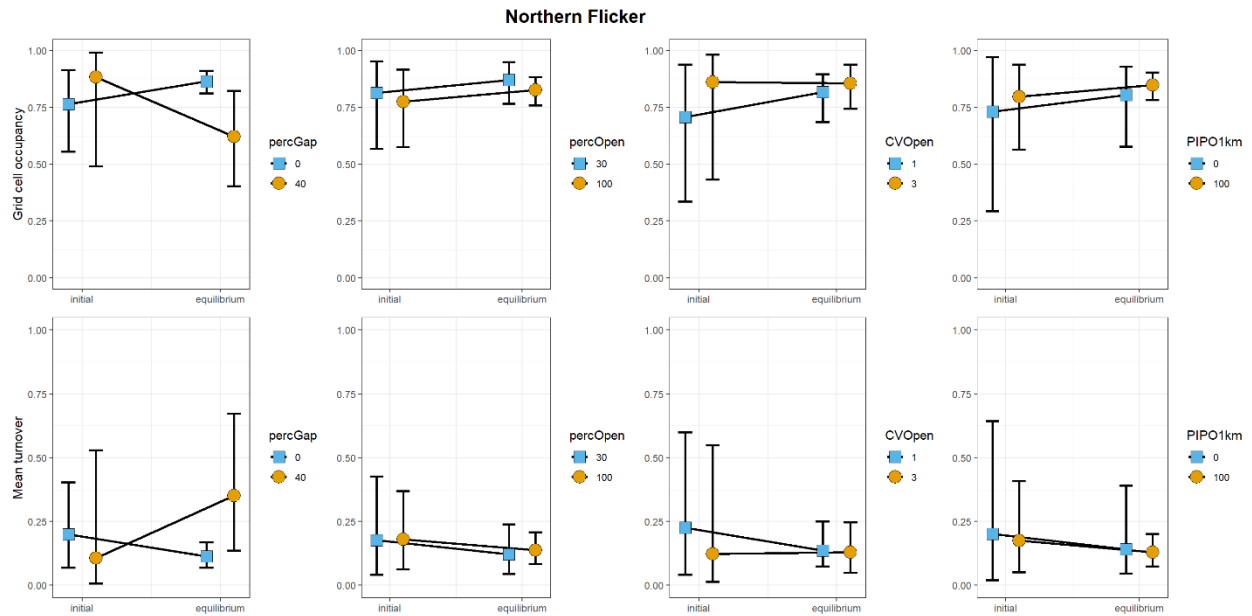 Northern Flicker
Grid cell occupancy
1.00
0.75
0.50
0.25
0.00
initial
equilibrium
percGap
0
40
1.00
0.75
0.50
0.25
0.00
initial
equilibrium
percOpen
30
100
1.00
0.75
0.50
0.25
0.00
initial
equilibrium
CVOpen
1
3
1.00
0.75
0.50
0.25
0.00
initial
equilibrium
PIPO1km
0
100
Mean turnover
1.00
0.75
0.50
0.25
0.00
initial
equilibrium
percGap
0
40
1.00
0.75
0.50
0.25
0.00
initial
equilibrium
percOpen
30
100
1.00
0.75
0.50
0.25
0.00
initial
equilibrium
CVOpen
1
3
1.00
0.75
0.50
0.25
0.00
initial
equilibrium
PIPO1km
0
100